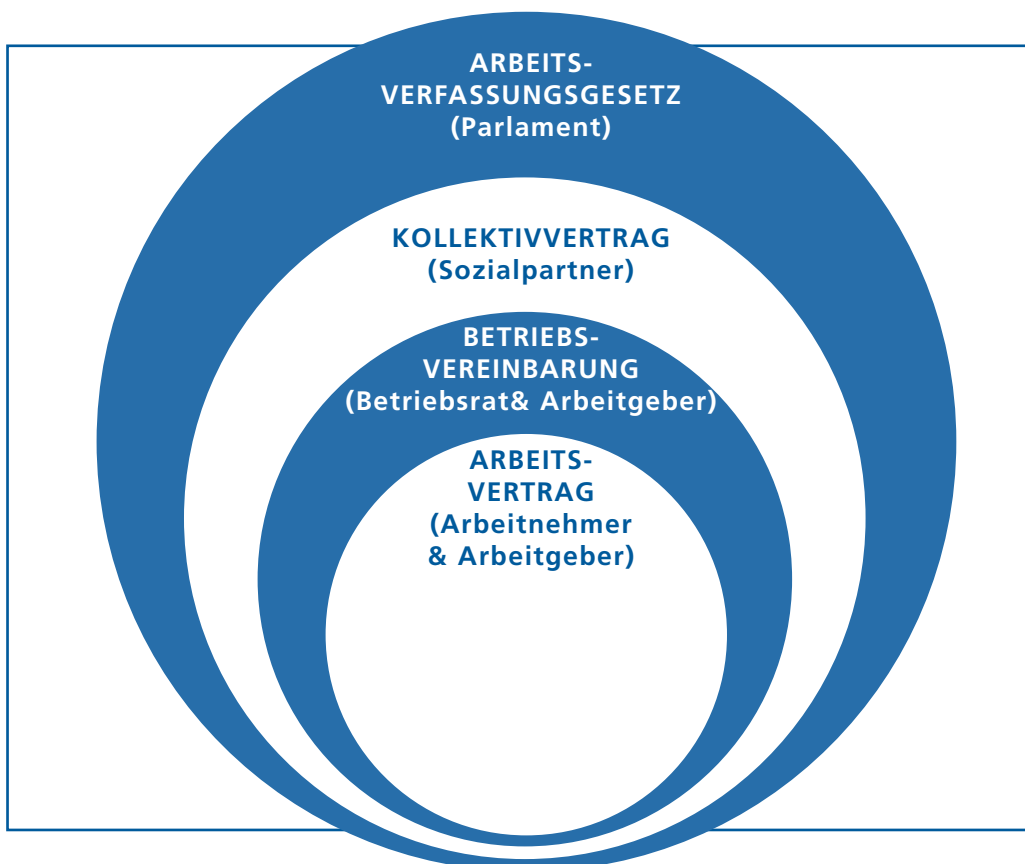 ARBEITS-
VERFASSUNGSGESETZ
(Parlament)
KOLLEKTIVVERTRAG
(Sozialpartner)
BETRIEBS-
VEREINBARUNG
(Betriebsrat& Arbeitgeber)
ARBEITS-
VERTRAG
(Arbeitnehmer
& Arbeitgeber)